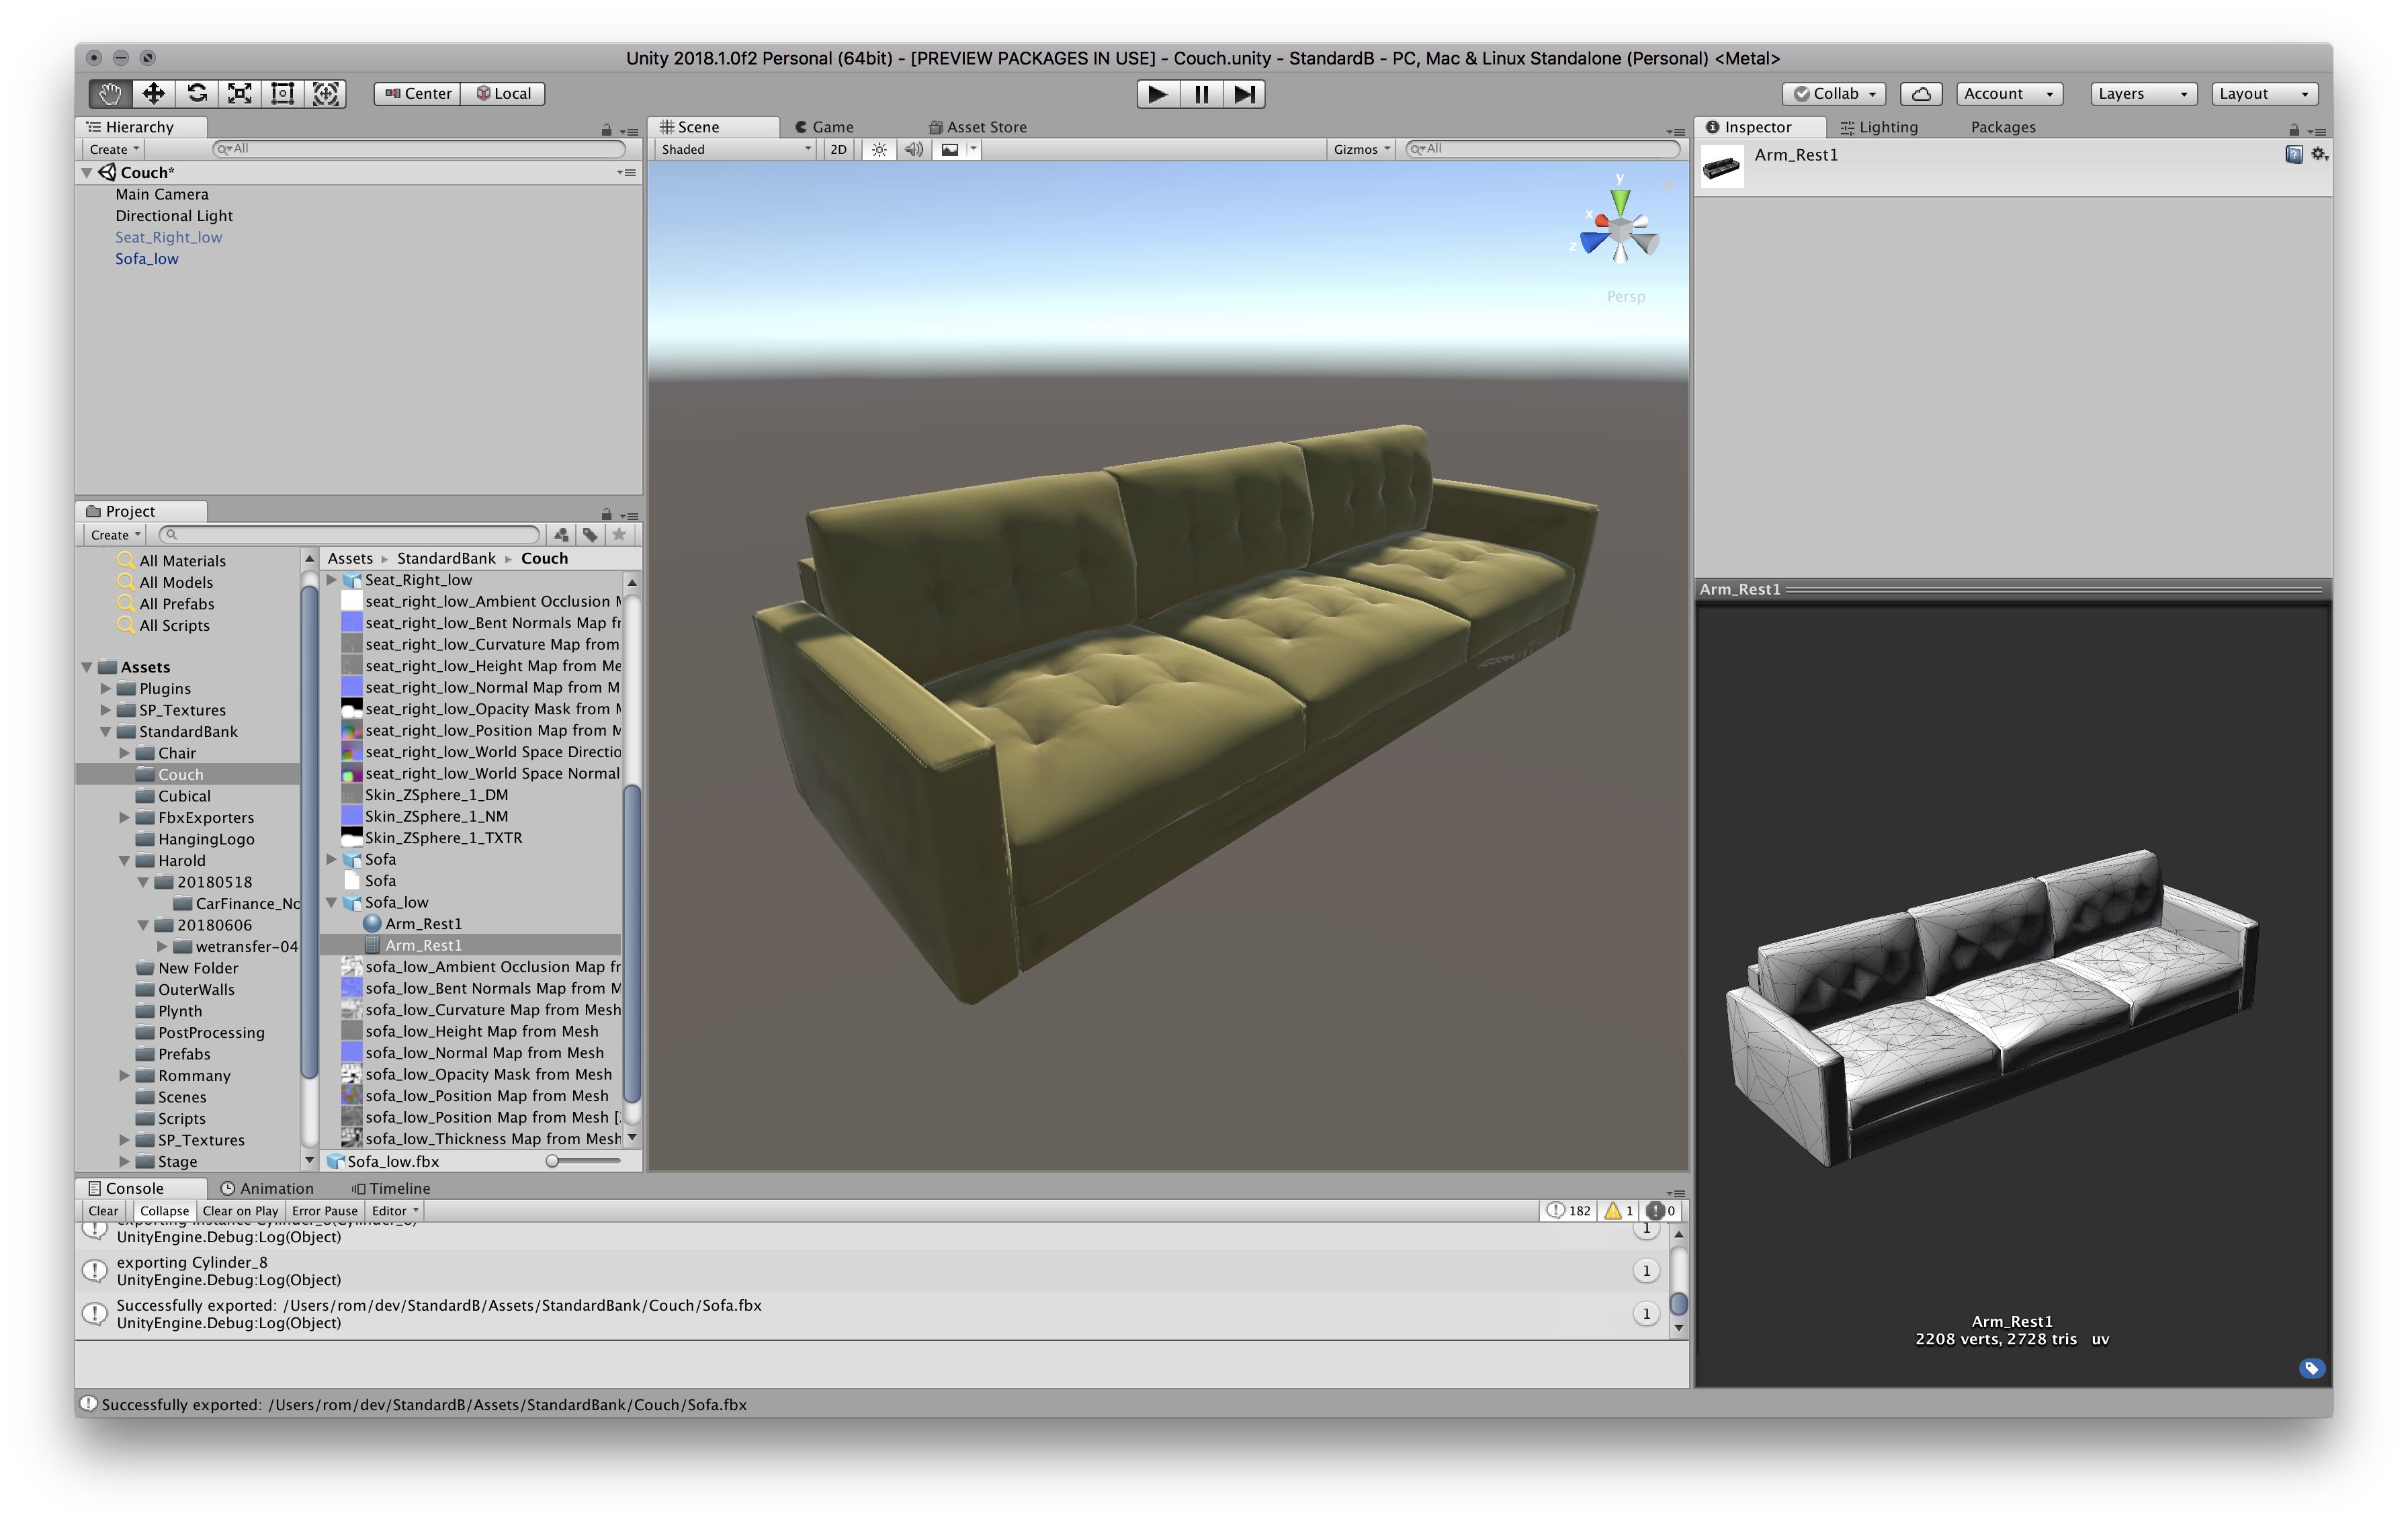 Unity 2018.1.0f2 Personal (64bit) - [PREVIEW PACKAGES IN USE] - Couch.unity - StandardB - PC, Mac & Linux Standalone (Personal) <Metal>
Center Local
Collab Account Layers Layout
Hierarchy
Create All
Couch*
Main Camera
Directional Light
Seat_Right_low
Sofa_low
Project
Create
All Materials
All Models
All Prefabs
All Scripts
Assets
Plugins
SP_Textures
StandardBank
Chair
Couch
Cubical
FbxExporters
HangingLogo
Harold
20180518
CarFinance_Nc
20180606
wetransfer-04
New Folder
OuterWalls
Plynth
PostProcessing
Prefabs
Rommany
Scenes
Scripts
SP_Textures
Stage
Assets StandardBank Couch
Seat_Right_low
seat_right_low_Ambient Occlusion M
seat_right_low_Bent Normals Map fr
seat_right_low_Curvature Map from
seat_right_low_Height Map from Me
seat_right_low_Normal Map from M
seat_right_low_Opacity Mask from M
seat_right_low_Position Map from M
seat_right_low_World Space Directio
seat_right_low_World Space Normal
Skin_ZSphere_1_DM
Skin_ZSphere_1_NM
Skin_ZSphere_1_TXTR
Sofa
Sofa
Sofa_low
Arm_Rest1
Arm_Rest1
sofa_low_Ambient Occlusion Map fr
sofa_low_Bent Normals Map from M
sofa_low_Curvature Map from Mesh
sofa_low_Height Map from Mesh
sofa_low_Normal Map from Mesh
sofa_low_Opacity Mask from Mesh
sofa_low_Position Map from Mesh
sofa_low_Position Map from Mesh [
sofa_low_Thickness Map from Mesh
Sofa_low.fbx
Scene Game Asset Store
Shaded 2D Gizmos All
y
x
z
Persp
Inspector Lighting Packages
Arm_Rest1
Arm_Rest1
Arm_Rest1
2208 verts, 2728 tris uv
Console Animation Timeline
Clear Collapse Clear on Play Error Pause Editor 182 1 0
exporting instance Cylinder_8(Cylinder_8) 1
UnityEngine.Debug:Log(Object)
exporting Cylinder_8 1
UnityEngine.Debug:Log(Object)
Successfully exported: /Users/rom/dev/StandardB/Assets/StandardBank/Couch/Sofa.fbx 1
UnityEngine.Debug:Log(Object)
Successfully exported: /Users/rom/dev/StandardB/Assets/StandardBank/Couch/Sofa.fbx